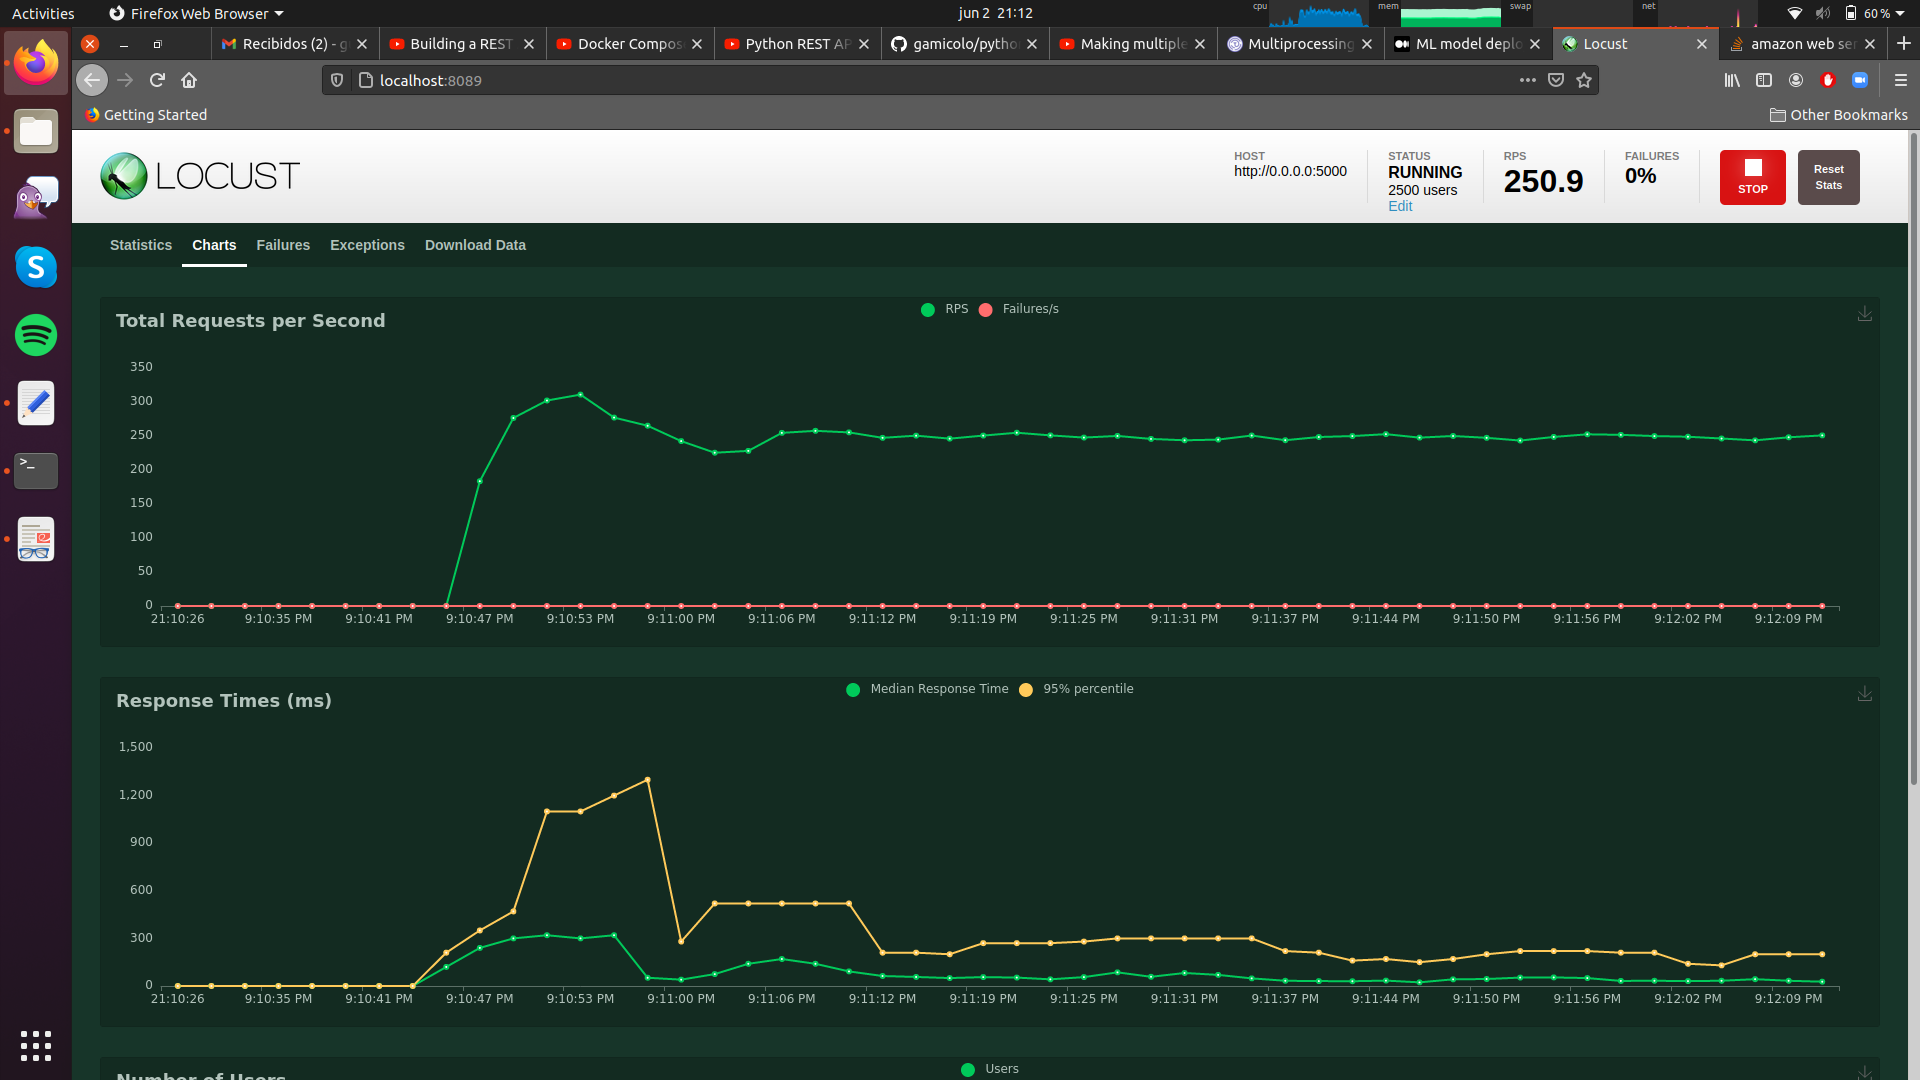 Activities
Firefox Web Browser
jun 2 21:12
cpu
mem
swap
net
60 %
Recibidos (2) - g
Building a REST
Docker Compos
Python REST AP
gamicolo/pytho
Making multiple
Multiprocessing
ML model deplo
Locust
amazon web ser
localhost:8089
Getting Started
Other Bookmarks
LOCUST
HOST
http://0.0.0.0:5000
STATUS
RUNNING
2500 users
Edit
RPS
250.9
FAILURES
0%
STOP
Reset
Stats
Statistics
Charts
Failures
Exceptions
Download Data
Total Requests per Second
RPS
Failures/s
350
300
250
200
150
100
50
0
21:10:26
9:10:35 PM
9:10:41 PM
9:10:47 PM
9:10:53 PM
9:11:00 PM
9:11:06 PM
9:11:12 PM
9:11:19 PM
9:11:25 PM
9:11:31 PM
9:11:37 PM
9:11:44 PM
9:11:50 PM
9:11:56 PM
9:12:02 PM
9:12:09 PM
Response Times (ms)
Median Response Time
95% percentile
1,500
1,200
900
600
300
0
21:10:26
9:10:35 PM
9:10:41 PM
9:10:47 PM
9:10:53 PM
9:11:00 PM
9:11:06 PM
9:11:12 PM
9:11:19 PM
9:11:25 PM
9:11:31 PM
9:11:37 PM
9:11:44 PM
9:11:50 PM
9:11:56 PM
9:12:02 PM
9:12:09 PM
Number of Users
Users